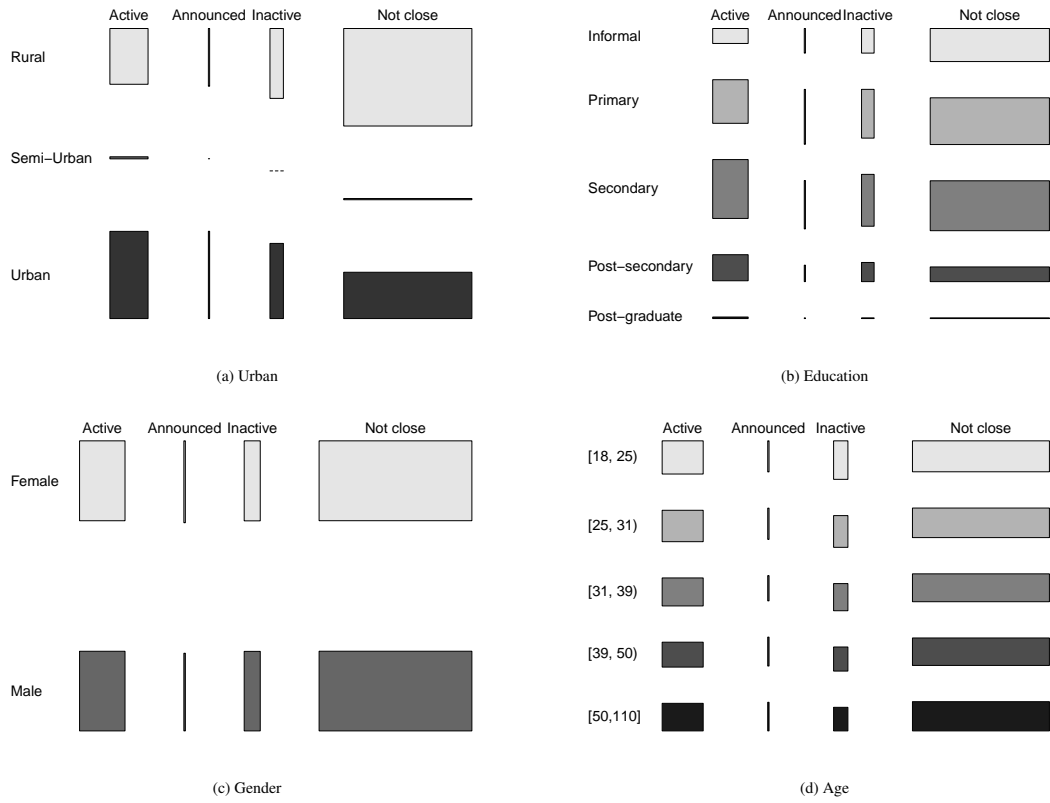 Active Announced Inactive Not close
Rural
Semi−Urban
Urban
(a) Urban
Active Announced Inactive Not close
Informal
Primary
Secondary
Post−secondary
Post−graduate
(b) Education
Active Announced Inactive Not close
Female
Male
(c) Gender
Active Announced Inactive Not close
[18, 25)
[25, 31)
[31, 39)
[39, 50)
[50,110]
(d) Age